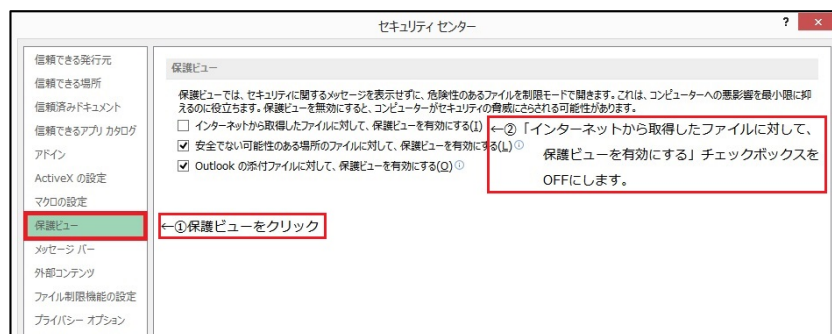 セキュリティ センター
? ×
信頼できる発行元
信頼できる場所
信頼済みドキュメント
信頼できるアプリ カタログ
アドイン
ActiveX の設定
マクロの設定
保護ビュー
メッセージ バー
外部コンテンツ
ファイル制限機能の設定
プライバシー オプション
保護ビュー
保護ビューでは、セキュリティに関するメッセージを表示せずに、危険性のあるファイルを制限モードで開きます。これは、コンピューターへの悪影響を最小限に抑
えるのに役立ちます。保護ビューを無効にすると、コンピューターがセキュリティの脅威にさらされる可能性があります。
インターネットから取得したファイルに対して、保護ビューを有効にする(I)
安全でない可能性のある場所のファイルに対して、保護ビューを有効にする(L)
Outlook の添付ファイルに対して、保護ビューを有効にする(O)
←②「インターネットから取得したファイルに対して、
保護ビューを有効にする」チェックボックスを
OFFにします。
←①保護ビューをクリック